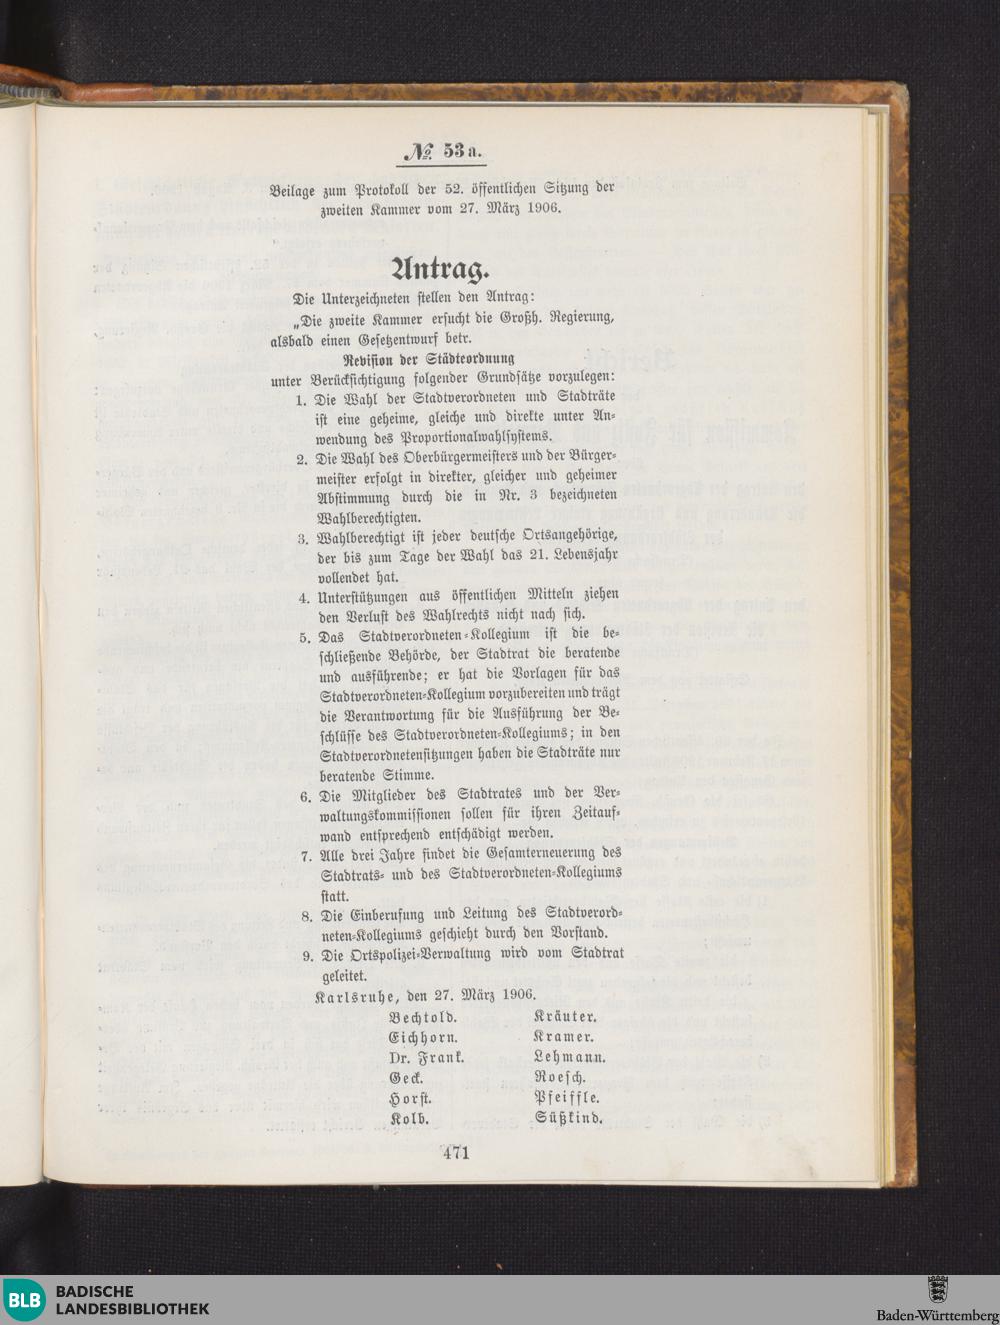 № 53a.
Beilage zum Protokoll der 52. öffentlichen Sitzung der
zweiten Kammer vom 27. März 1906.
Antrag.
Die Unterzeichneten stellen den Antrag:
„Die zweite Kammer ersucht die Großh. Regierung,
alsbald einen Gesetzentwurf betr.
Revision der Städteordnung
unter Berücksichtigung folgender Grundsätze vorzulegen:
1. Die Wahl der Stadtverordneten und Stadträte
ist eine geheime, gleiche und direkte unter An-
wendung des Proportionalwahlsystems.
2. Die Wahl des Oberbürgermeisters und der Bürger-
meister erfolgt in direkter, gleicher und geheimer
Abstimmung durch die in Nr. 3 bezeichneten
Wahlberechtigten.
3. Wahlberechtigt ist jeder deutsche Ortsangehörige,
der bis zum Tage der Wahl das 21. Lebensjahr
vollendet hat.
4. Unterstützungen aus öffentlichen Mitteln ziehen
den Verlust des Wahlrechts nicht nach sich.
5. Das Stadtverordneten-Kollegium ist die be-
schließende Behörde, der Stadtrat die beratende
und ausführende; er hat die Vorlagen für das
Stadtverordneten-Kollegium vorzubereiten und trägt
die Verantwortung für die Ausführung der Be-
schlüsse des Stadtverordneten-Kollegiums; in den
Stadtverordnetensitzungen haben die Stadträte nur
beratende Stimme.
6. Die Mitglieder des Stadtrates und der Ver-
waltungskommissionen sollen für ihren Zeitauf-
wand entsprechend entschädigt werden.
7. Alle drei Jahre findet die Gesamterneuerung des
Stadtrats- und des Stadtverordneten-Kollegiums
statt.
8. Die Einberufung und Leitung des Stadtverord-
neten-Kollegiums geschieht durch den Vorstand.
9. Die Ortspolizei-Verwaltung wird vom Stadtrat
geleitet.
Karlsruhe, den 27. März 1906.
Bechtold. Kräuter.
Eichhorn. Kramer.
Dr. Frank. Lehmann.
Geck. Roesch.
Horst. Pfeiffle.
Kolb. Süßkind.
471
BLB BADISCHE
LANDESBIBLIOTHEK
Baden-Württemberg